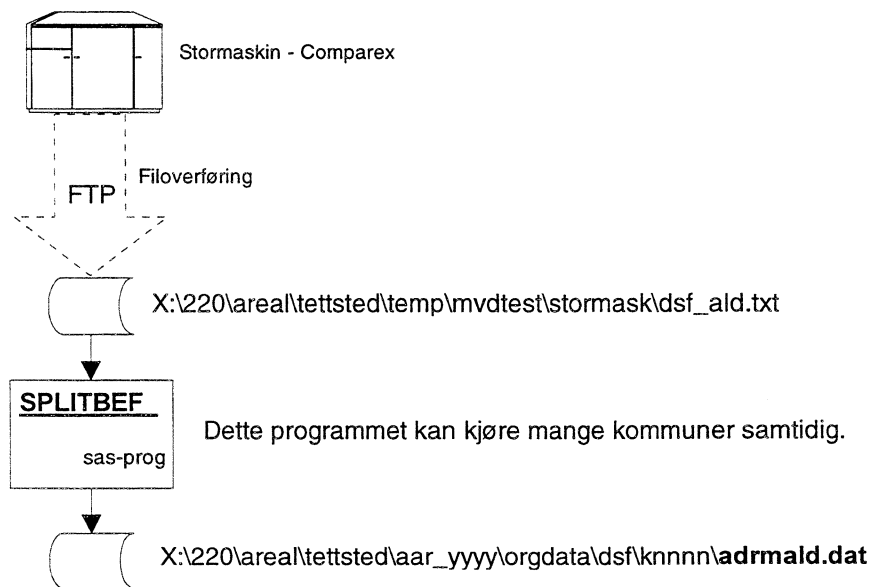 Stormaskin - Comparex
Filoverføring
FTP
X:\220\areal\tettsted\temp\mvdtest\stormask\dsf_ald.txt
SPLITBEF
sas-prog
Dette programmet kan kjøre mange kommuner samtidig.
X:\220\areal\tettsted\aar_yyyy\orgdata\dsf\knnnn\adrmald.dat